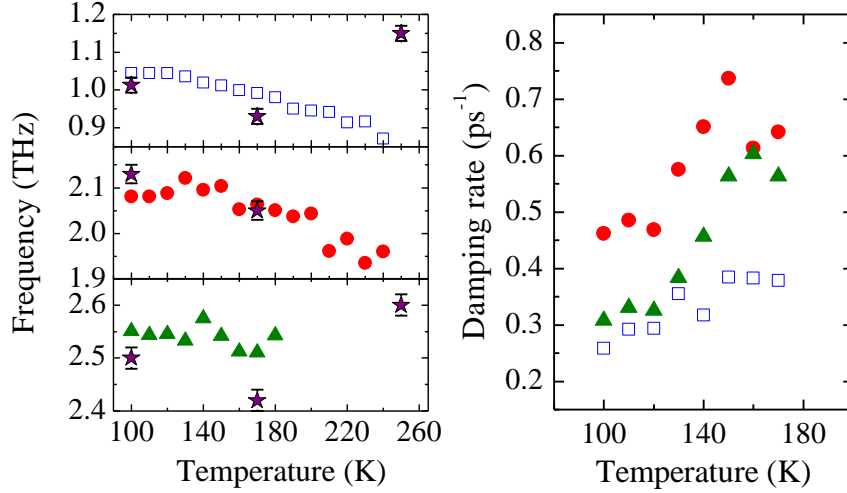 1.2
1.1
1.0
0.9
2.1
2.0
1.9
2.6
2.5
2.4
100 140 180 220 260
Frequency (THz)
Temperature (K)
0.8
0.7
0.6
0.5
0.4
0.3
0.2
100 140 180
Damping rate (ps⁻¹)
Temperature (K)